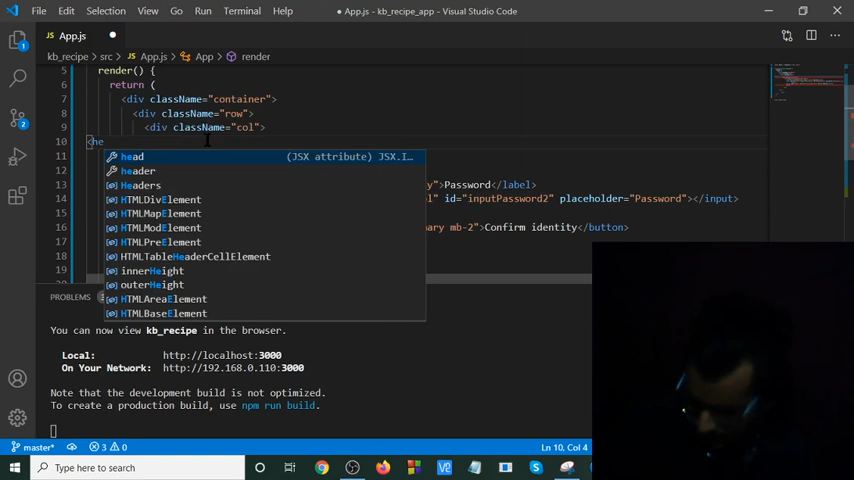 File Edit Selection View Go Run Terminal Help
● App.js - kb_recipe_app - Visual Studio Code
App.js
kb_recipe > src > App.js > App > render
5 render() {
6 return (
7 <div className="container">
8 <div className="row">
9 <div className="col">
10 <he
11 head (JSX attribute) JSX.I...
12 header
13 Headers y">Password</label>
14 HTMLDivElement l" id="inputPassword2" placeholder="Password"></input>
15 HTMLMapElement
16 HTMLModElement ary mb-2">Confirm identity</button>
17 HTMLPreElement
18 HTMLTableHeaderCellElement
19 innerHeight
outerHeight
PROBLEMS 3 HTMLAreaElement
HTMLBaseElement
You can now view kb_recipe in the browser.
Local: http://localhost:3000
On Your Network: http://192.168.0.110:3000
Note that the development build is not optimized.
To create a production build, use npm run build.
master* 3 0 Ln 10, Col 4
Type here to search